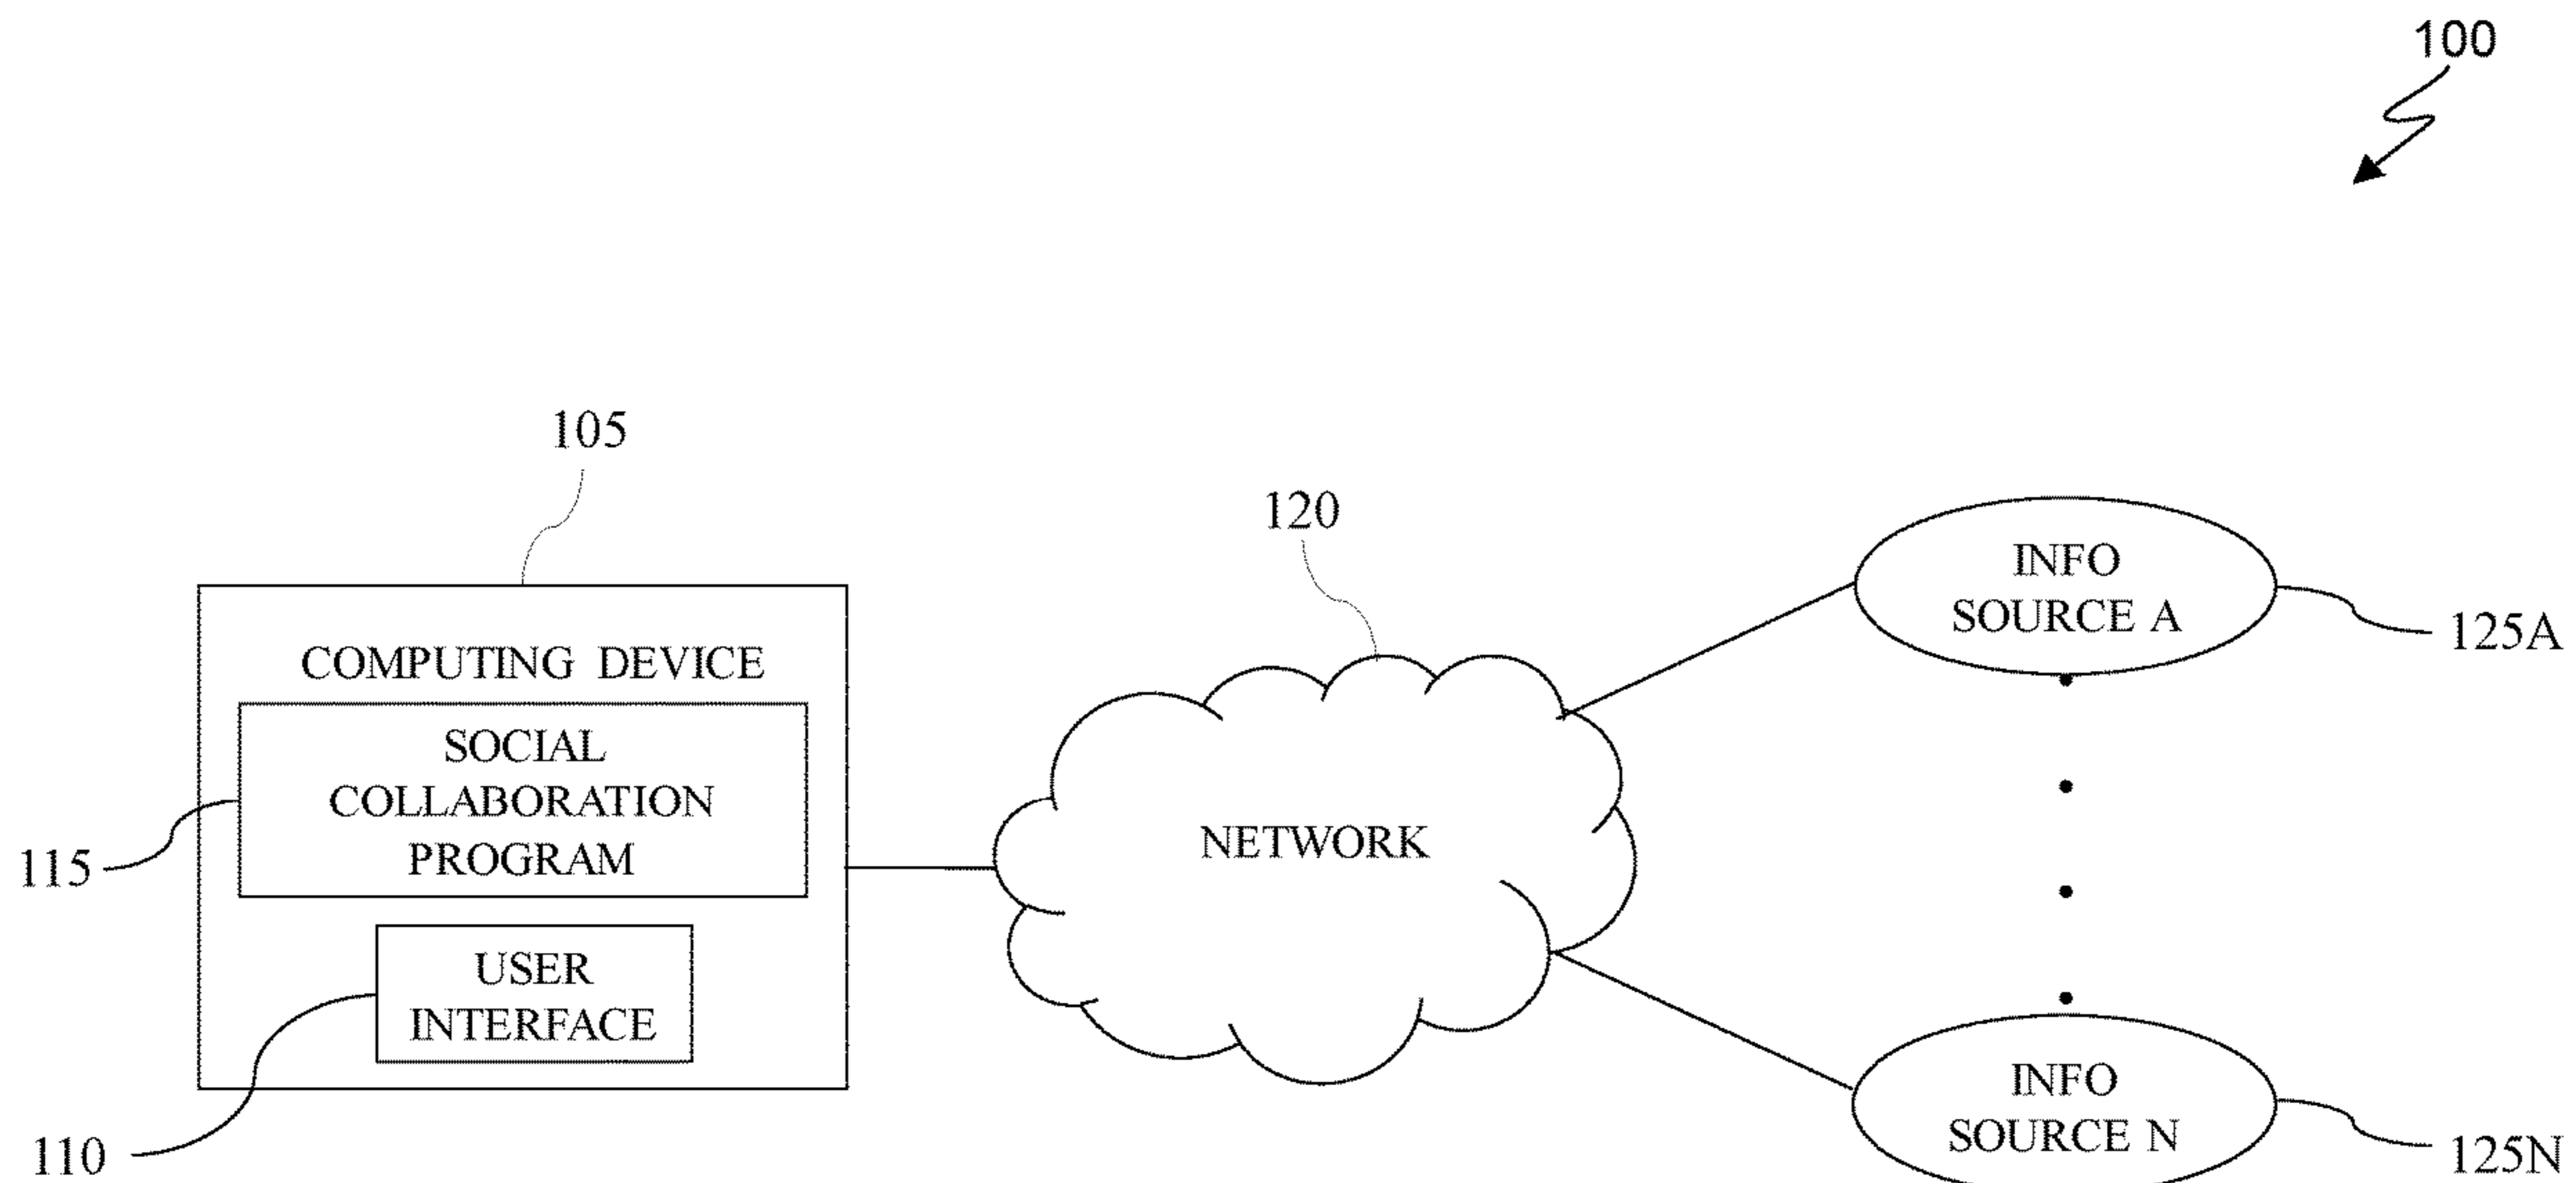 100
105
120
COMPUTING DEVICE
SOCIAL
COLLABORATION
PROGRAM
115
USER
INTERFACE
110
NETWORK
INFO
SOURCE A
125A
INFO
SOURCE N
125N